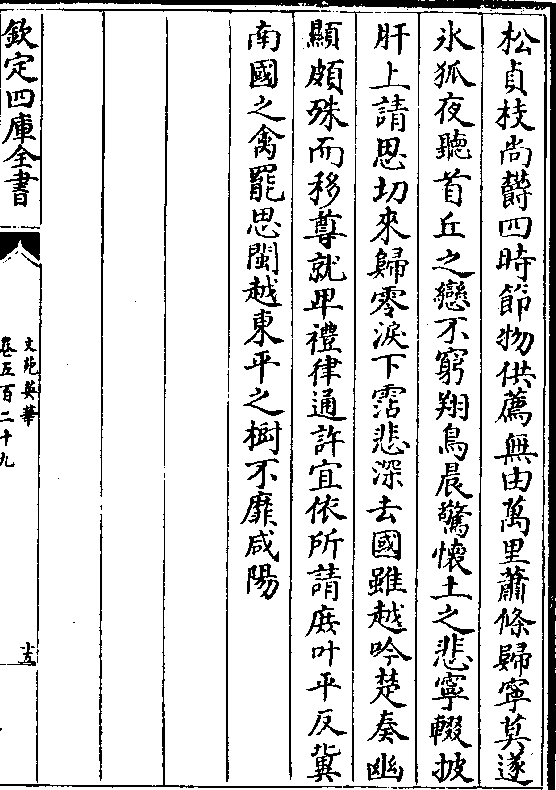 松貞枝尚欝四時節物供薦無由萬里蕭條歸寧莫遂
氷狐夜聽首丘之戀不窮翔鳥晨驚懐土之悲寧輟披
肝上請思切來歸零淚下霑悲深去國雖越吟楚奏幽
顯頗殊而移尊就卑禮律通許宜依所請庻叶平反冀
南國之禽罷思閩越東平之樹不靡咸陽
欽定四庫全書
文苑英華
卷五百二十九
十三